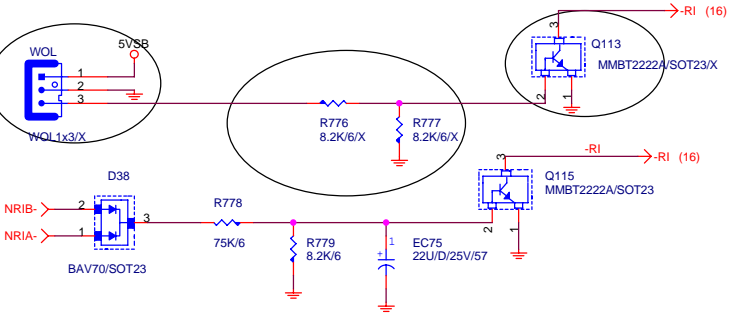 -RI (16)
WOL
5VSB
3
Q113
MMBT2222A/SOT23/X
1
2
3
2
1
WOL1x3/X
R776
8.2K/6/X
R777
8.2K/6/X
-RI
-RI (16)
3
Q115
MMBT2222A/SOT23
D38
R778
NRIB-
2
3
NRIA-
1
2
1
75K/6
R779
8.2K/6
1
+
EC75
22U/D/25V/57
BAV70/SOT23